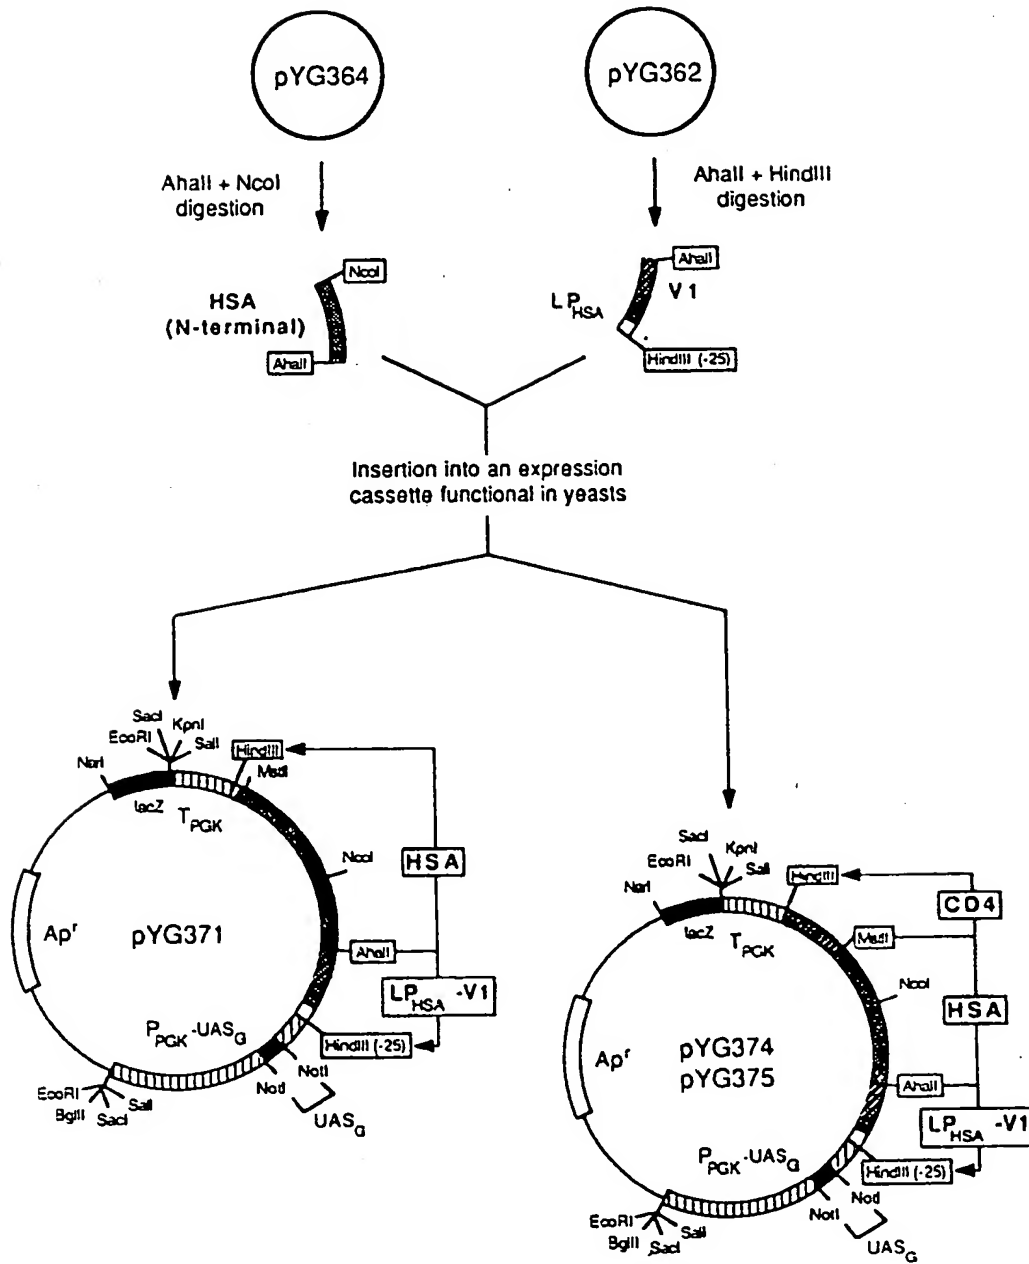 pYG364
pYG362
AhaII + NcoI
digestion
AhaII + HindIII
digestion
NcoI
HSA
(N-terminal)
AhaII
AhaII
V1
LP HSA
HindIII (-25)
Insertion into an expression
cassette functional in yeasts
SacI
KpnI
EcoRI
SalI
HindIII
NarI
MstII
lacZ
T PGK
NcoI
HSA
Ap r
pYG371
AhaII
LP HSA -V1
P PGK -UAS G
HindIII (-25)
NotI
NotI
EcoRI
BglII
SacI
SalI
UAS G
SacI
KpnI
EcoRI
SalI
HindIII
NarI
CD4
lacZ
T PGK
MstII
NcoI
HSA
Ap r
pYG374
pYG375
AhaII
LP HSA -V1
P PGK -UAS G
HindIII (-25)
NotI
NotI
EcoRI
BglII
SacI
SalI
UAS G